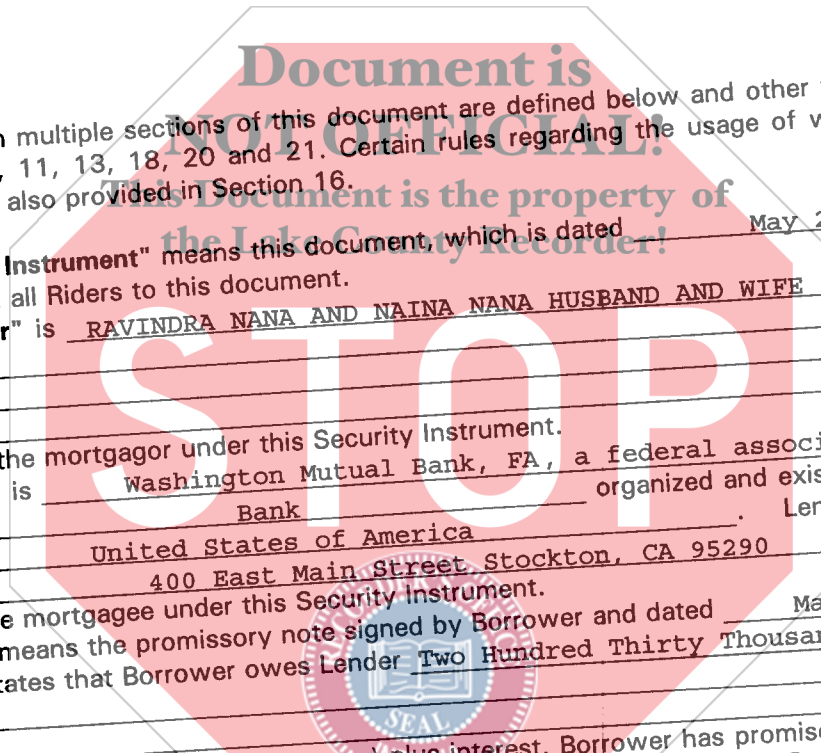 Document is
multiple sections of this document are defined below and other
NOT OFFICIAL!
, 11, 13, 18, 20 and 21. Certain rules regarding the usage of w
also provided in Section 16.
This Document is the property of
the Lake County Recorder!
Instrument" means this document, which is dated May 2
all Riders to this document.
r" is RAVINDRA NANA AND NAINA NANA HUSBAND AND WIFE
STOP
the mortgagor under this Security Instrument.
is Washington Mutual Bank, FA, a federal associ
Bank organized and exis
United States of America . Len
400 East Main Street Stockton, CA 95290
e mortgagee under this Security Instrument.
means the promissory note signed by Borrower and dated Ma
tates that Borrower owes Lender Two Hundred Thirty Thousan
RECORDER'S OFFICE
SEAL
plus interest. Borrower has promise